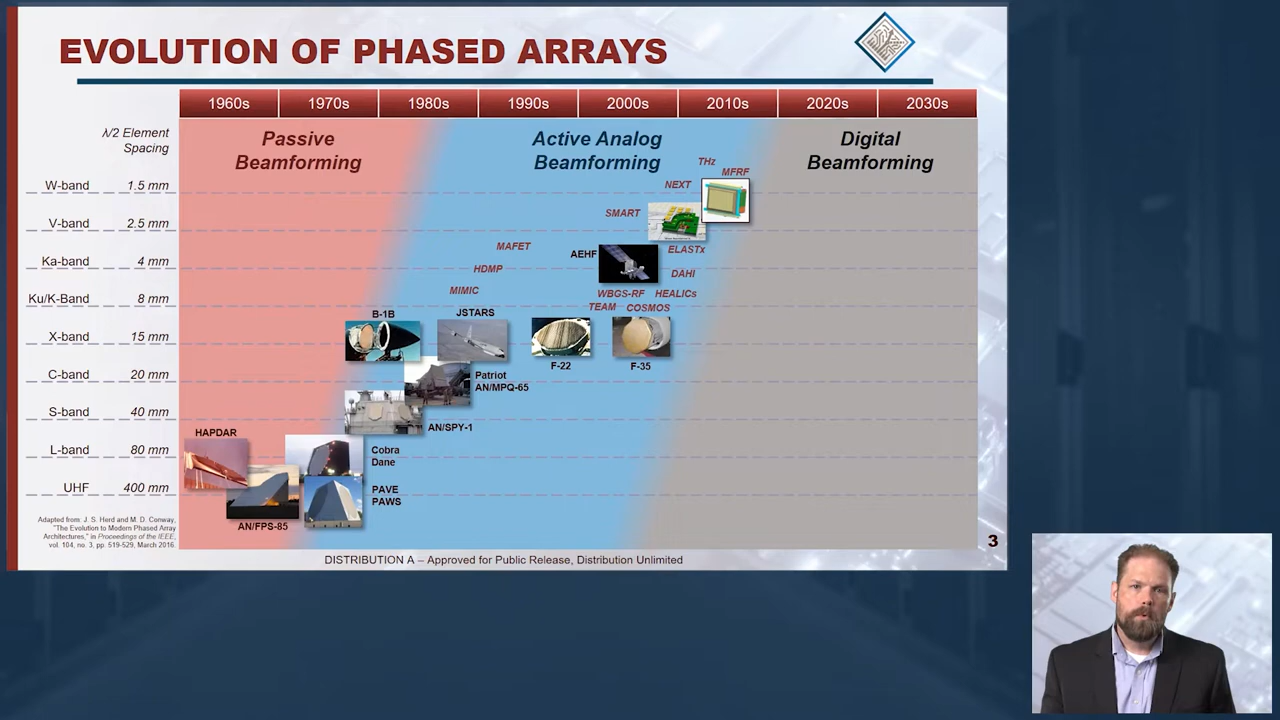 EVOLUTION OF PHASED ARRAYS
1960s 1970s 1980s 1990s 2000s 2010s 2020s 2030s
λ/2 Element
Spacing
Passive
Beamforming
Active Analog
Beamforming
Digital
Beamforming
THz
MFRF
W-band 1.5 mm
NEXT
V-band 2.5 mm
SMART
MAFET
AEHF
ELASTx
Ka-band 4 mm
HDMP
DAHI
Ku/K-Band 8 mm
MIMIC
WBGS-RF
HEALICs
TEAM
COSMOS
B-1B
JSTARS
X-band 15 mm
F-22
F-35
C-band 20 mm
Patriot
AN/MPQ-65
S-band 40 mm
AN/SPY-1
HAPDAR
L-band 80 mm
Cobra
Dane
UHF 400 mm
PAVE
PAWS
AN/FPS-85
Adapted from: J. S. Herd and M. D. Conway,
"The Evolution to Modern Phased Array
Architectures," in Proceedings of the IEEE,
vol. 104, no. 3, pp. 519-529, March 2016.
3
DISTRIBUTION A – Approved for Public Release, Distribution Unlimited